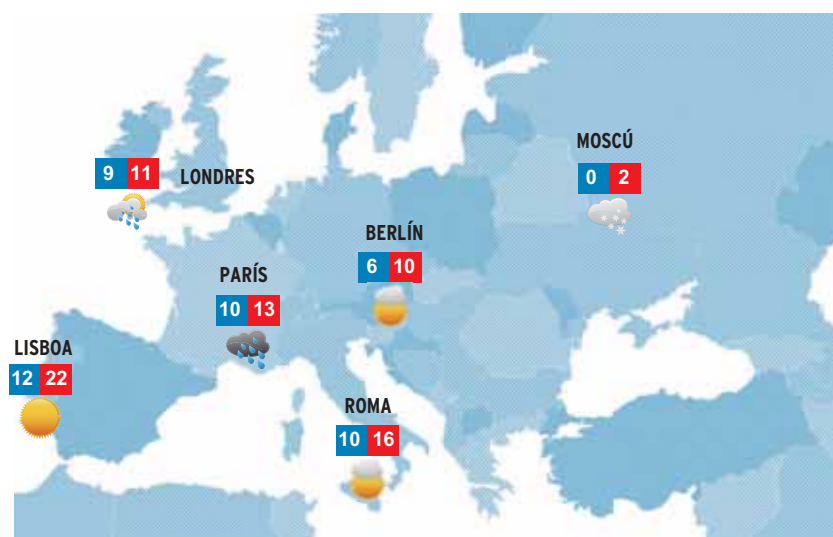 MOSCÚ
0 2
9 11
LONDRES
BERLÍN
6 10
PARÍS
10 13
LISBOA
12 22
ROMA
10 16